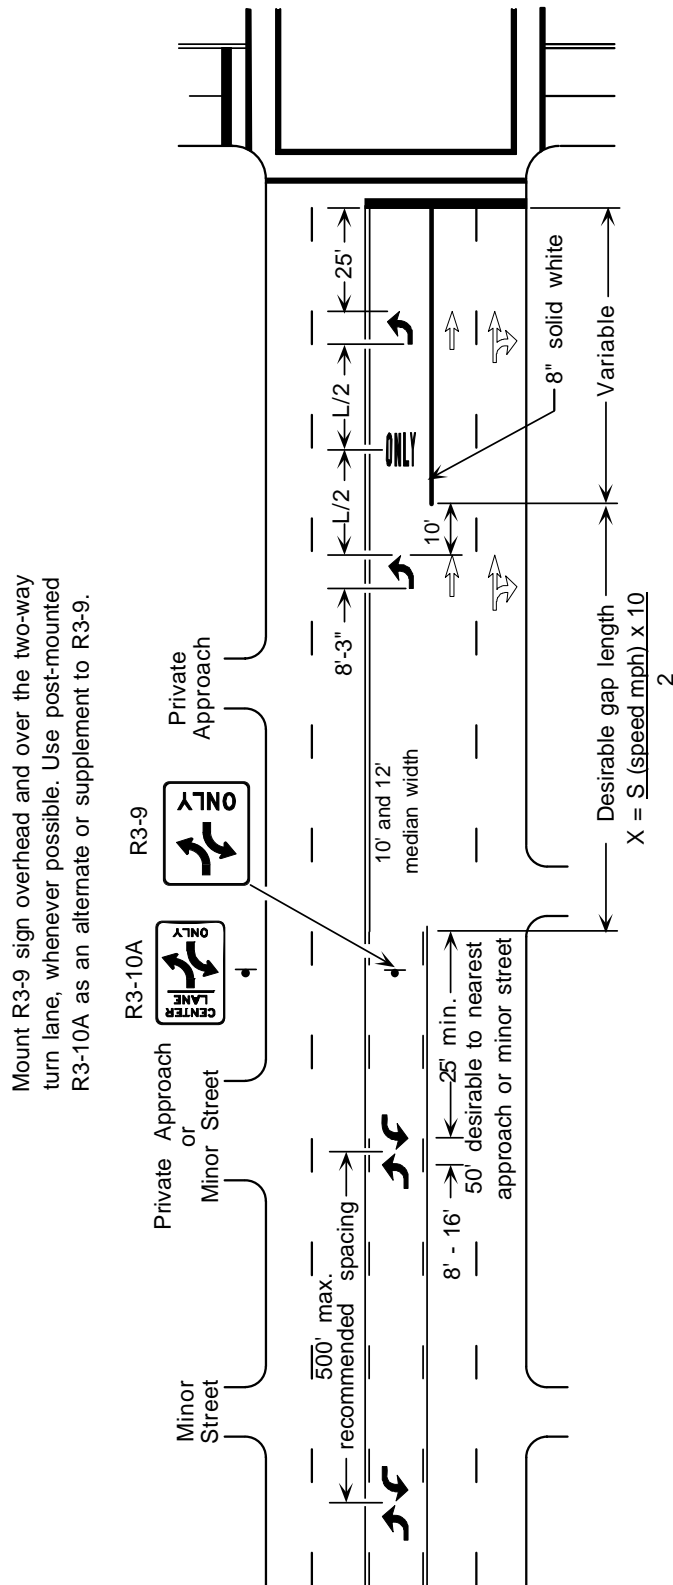 Mount R3-9 sign overhead and over the two-way
turn lane, whenever possible. Use post-mounted
R3-10A as an alternate or supplement to R3-9.
25'
L/2
L/2
8'-3"
ONLY
10'
8" solid white
Variable
Desirable gap length
X = S (speed mph) x 10
2
Private
Approach
R3-9
ONLY
10' and 12'
median width
R3-10A
CENTER
LANE
ONLY
Private Approach
or
Minor Street
25' min.
50' desirable to nearest
approach or minor street
8' - 16'
500' max.
recommended spacing
Minor
Street